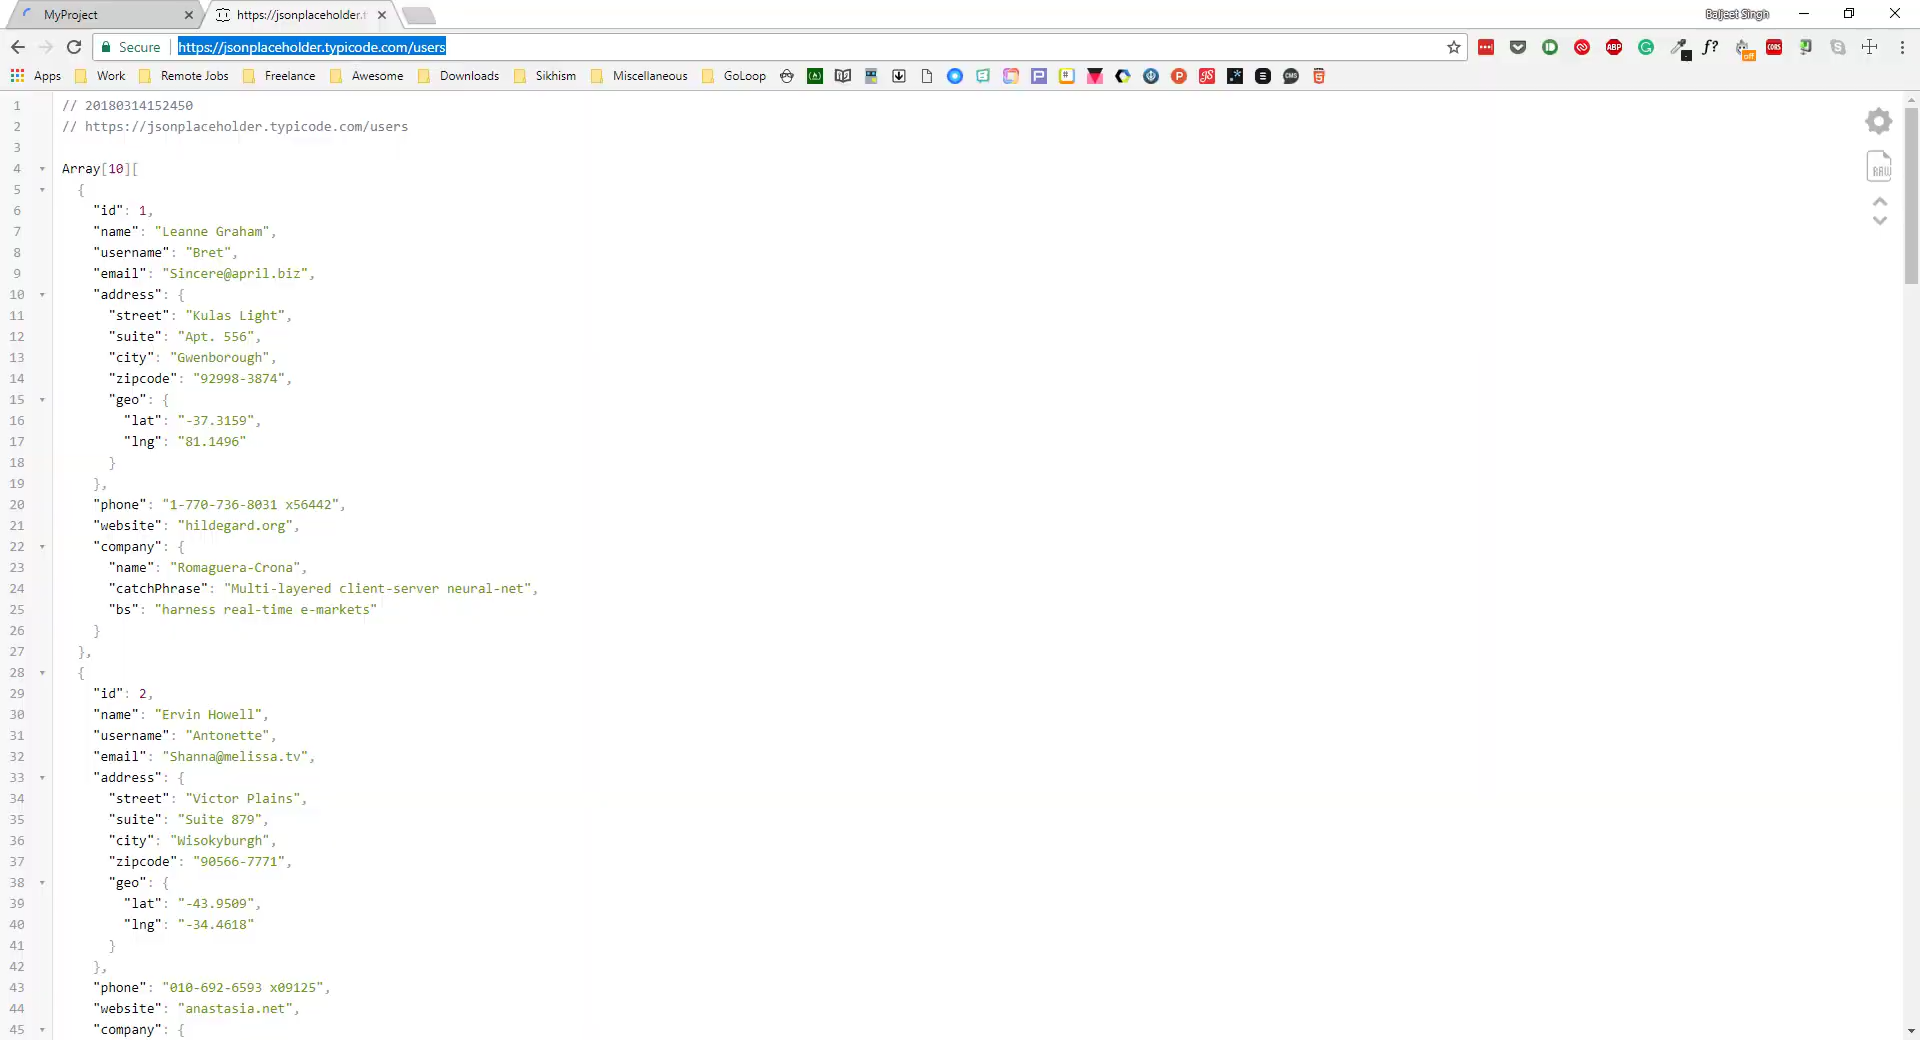 MyProject
https://jsonplaceholder.t
Baljeet Singh
Secure
https://jsonplaceholder.typicode.com/users
Apps Work Remote Jobs Freelance Awesome Downloads Sikhism Miscellaneous GoLoop
1 // 20180314152450
2 // https://jsonplaceholder.typicode.com/users
3
4 Array[10][
5 {
6 "id": 1,
7 "name": "Leanne Graham",
8 "username": "Bret",
9 "email": "Sincere@april.biz",
10 "address": {
11 "street": "Kulas Light",
12 "suite": "Apt. 556",
13 "city": "Gwenborough",
14 "zipcode": "92998-3874",
15 "geo": {
16 "lat": "-37.3159",
17 "lng": "81.1496"
18 }
19 },
20 "phone": "1-770-736-8031 x56442",
21 "website": "hildegard.org",
22 "company": {
23 "name": "Romaguera-Crona",
24 "catchPhrase": "Multi-layered client-server neural-net",
25 "bs": "harness real-time e-markets"
26 }
27 },
28 {
29 "id": 2,
30 "name": "Ervin Howell",
31 "username": "Antonette",
32 "email": "Shanna@melissa.tv",
33 "address": {
34 "street": "Victor Plains",
35 "suite": "Suite 879",
36 "city": "Wisokyburgh",
37 "zipcode": "90566-7771",
38 "geo": {
39 "lat": "-43.9509",
40 "lng": "-34.4618"
41 }
42 },
43 "phone": "010-692-6593 x09125",
44 "website": "anastasia.net",
45 "company": {
RAW
ABP
f?
off
CORS